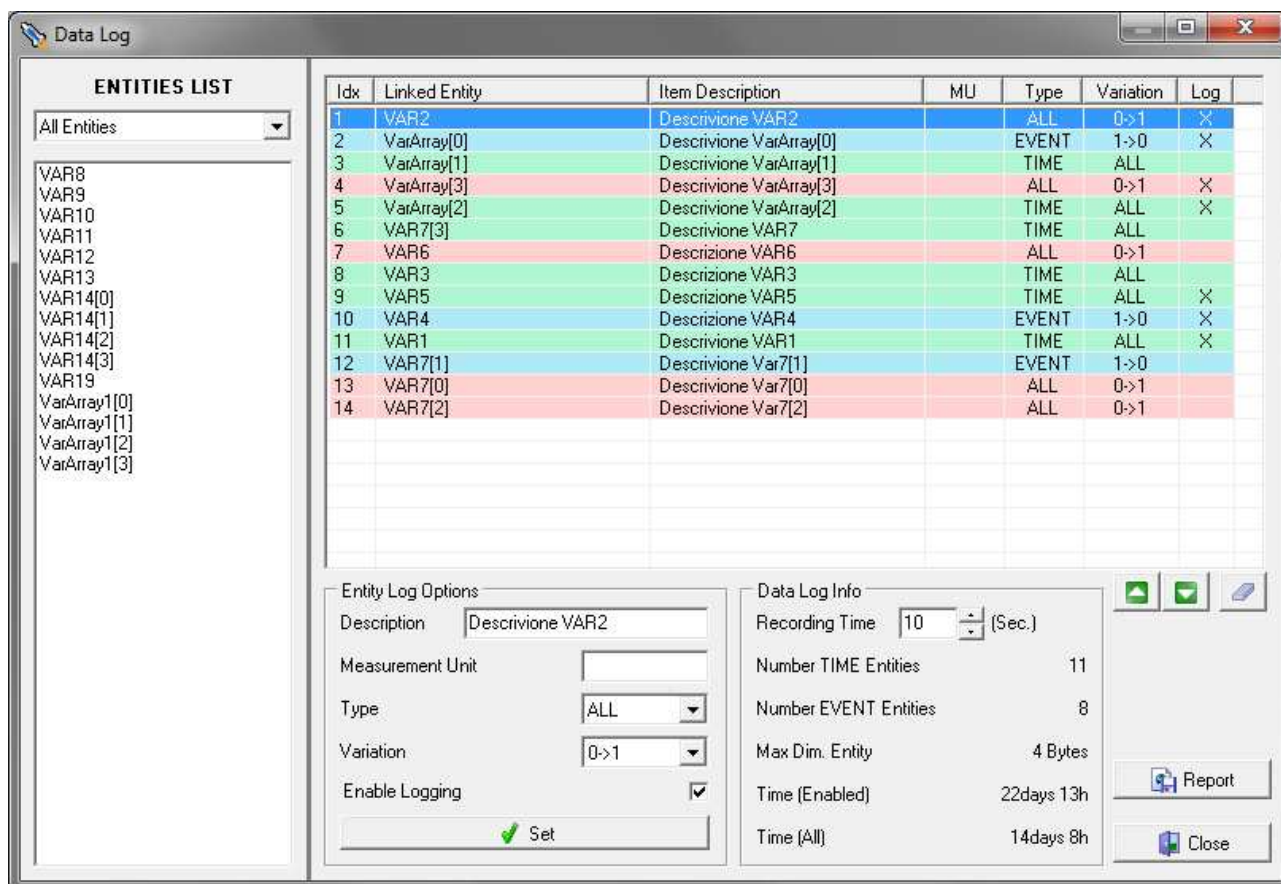 Data Log
ENTITIES LIST
All Entities
VAR8
VAR9
VAR10
VAR11
VAR12
VAR13
VAR14[0]
VAR14[1]
VAR14[2]
VAR14[3]
VAR19
VarArray1[0]
VarArray1[1]
VarArray1[2]
VarArray1[3]
Idx Linked Entity Item Description MU Type Variation Log
1 VAR2 Descrivione VAR2 ALL 0->1 X
2 VarArray[0] Descrivione VarArray[0] EVENT 1->0 X
3 VarArray[1] Descrivione VarArray[1] TIME ALL
4 VarArray[3] Descrivione VarArray[3] ALL 0->1 X
5 VarArray[2] Descrivione VarArray[2] TIME ALL X
6 VAR7[3] Descrivione VAR7 TIME ALL
7 VAR6 Descrizione VAR6 ALL 0->1
8 VAR3 Descrizione VAR3 TIME ALL
9 VAR5 Descrizione VAR5 TIME ALL X
10 VAR4 Descrizione VAR4 EVENT 1->0 X
11 VAR1 Descrivione VAR1 TIME ALL X
12 VAR7[1] Descrivione Var7[1] EVENT 1->0
13 VAR7[0] Descrivione Var7[0] ALL 0->1
14 VAR7[2] Descrivione Var7[2] ALL 0->1
Entity Log Options
Description Descrivione VAR2
Measurement Unit
Type ALL
Variation 0->1
Enable Logging
Set
Data Log Info
Recording Time 10 (Sec.)
Number TIME Entities 11
Number EVENT Entities 8
Max Dim. Entity 4 Bytes
Time (Enabled) 22days 13h
Time (All) 14days 8h
Report
Close